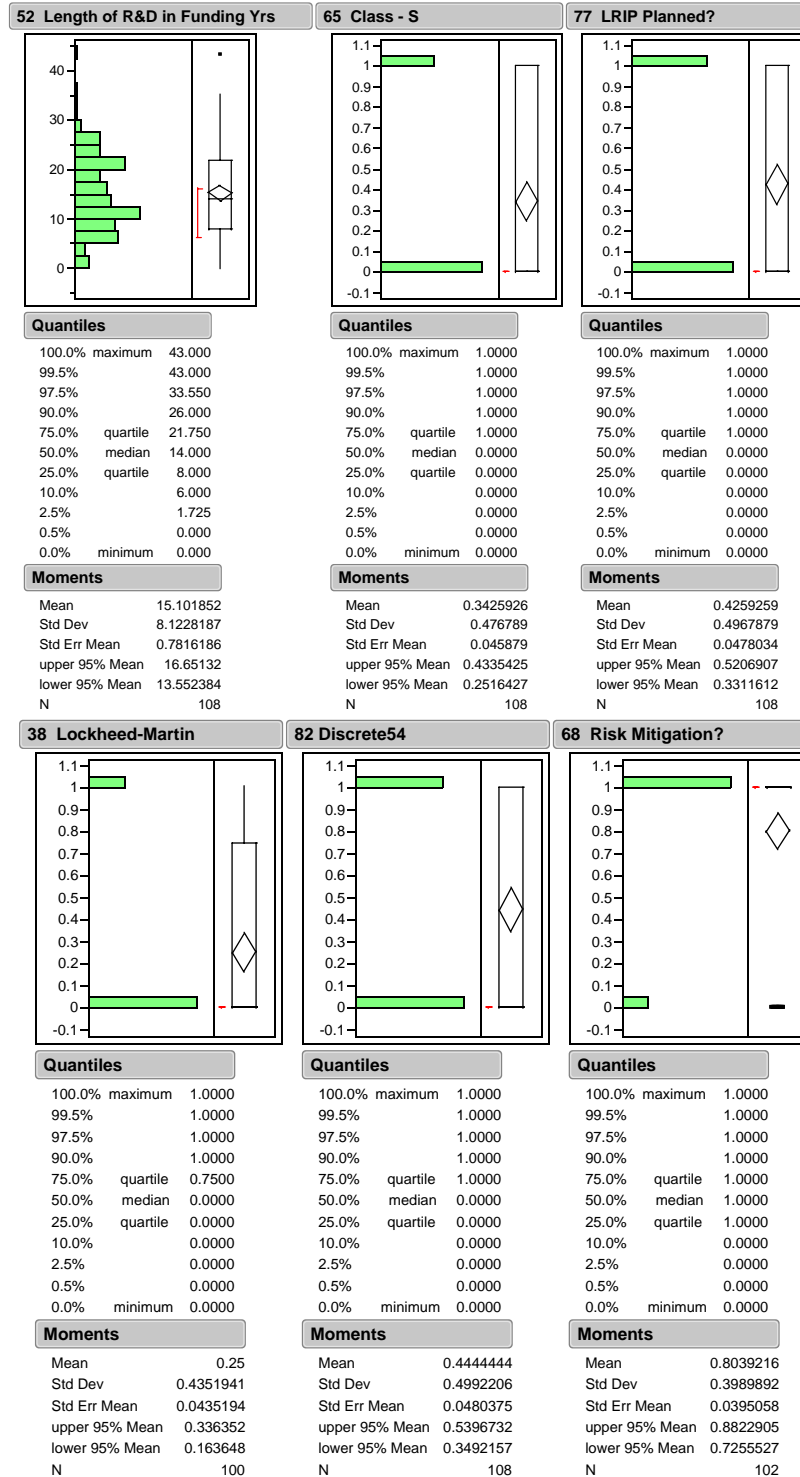 52 Length of R&D in Funding Yrs
40
30
20
10
0
Quantiles
100.0% maximum 43.000
99.5% 43.000
97.5% 33.550
90.0% 26.000
75.0% quartile 21.750
50.0% median 14.000
25.0% quartile 8.000
10.0% 6.000
2.5% 1.725
0.5% 0.000
0.0% minimum 0.000
Moments
Mean 15.101852
Std Dev 8.1228187
Std Err Mean 0.7816186
upper 95% Mean 16.65132
lower 95% Mean 13.552384
N 108
65 Class - S
1.1
1
0.9
0.8
0.7
0.6
0.5
0.4
0.3
0.2
0.1
0
-0.1
Quantiles
100.0% maximum 1.0000
99.5% 1.0000
97.5% 1.0000
90.0% 1.0000
75.0% quartile 1.0000
50.0% median 0.0000
25.0% quartile 0.0000
10.0% 0.0000
2.5% 0.0000
0.5% 0.0000
0.0% minimum 0.0000
Moments
Mean 0.3425926
Std Dev 0.476789
Std Err Mean 0.045879
upper 95% Mean 0.4335425
lower 95% Mean 0.2516427
N 108
77 LRIP Planned?
1.1
1
0.9
0.8
0.7
0.6
0.5
0.4
0.3
0.2
0.1
0
-0.1
Quantiles
100.0% maximum 1.0000
99.5% 1.0000
97.5% 1.0000
90.0% 1.0000
75.0% quartile 1.0000
50.0% median 0.0000
25.0% quartile 0.0000
10.0% 0.0000
2.5% 0.0000
0.5% 0.0000
0.0% minimum 0.0000
Moments
Mean 0.4259259
Std Dev 0.4967879
Std Err Mean 0.0478034
upper 95% Mean 0.5206907
lower 95% Mean 0.3311612
N 108
38 Lockheed-Martin
1.1
1
0.9
0.8
0.7
0.6
0.5
0.4
0.3
0.2
0.1
0
-0.1
Quantiles
100.0% maximum 1.0000
99.5% 1.0000
97.5% 1.0000
90.0% 1.0000
75.0% quartile 0.7500
50.0% median 0.0000
25.0% quartile 0.0000
10.0% 0.0000
2.5% 0.0000
0.5% 0.0000
0.0% minimum 0.0000
Moments
Mean 0.25
Std Dev 0.4351941
Std Err Mean 0.0435194
upper 95% Mean 0.336352
lower 95% Mean 0.163648
N 100
82 Discrete54
1.1
1
0.9
0.8
0.7
0.6
0.5
0.4
0.3
0.2
0.1
0
-0.1
Quantiles
100.0% maximum 1.0000
99.5% 1.0000
97.5% 1.0000
90.0% 1.0000
75.0% quartile 1.0000
50.0% median 0.0000
25.0% quartile 0.0000
10.0% 0.0000
2.5% 0.0000
0.5% 0.0000
0.0% minimum 0.0000
Moments
Mean 0.4444444
Std Dev 0.4992206
Std Err Mean 0.0480375
upper 95% Mean 0.5396732
lower 95% Mean 0.3492157
N 108
68 Risk Mitigation?
1.1
1
0.9
0.8
0.7
0.6
0.5
0.4
0.3
0.2
0.1
0
-0.1
Quantiles
100.0% maximum 1.0000
99.5% 1.0000
97.5% 1.0000
90.0% 1.0000
75.0% quartile 1.0000
50.0% median 1.0000
25.0% quartile 1.0000
10.0% 0.0000
2.5% 0.0000
0.5% 0.0000
0.0% minimum 0.0000
Moments
Mean 0.8039216
Std Dev 0.3989892
Std Err Mean 0.0395058
upper 95% Mean 0.8822905
lower 95% Mean 0.7255527
N 102